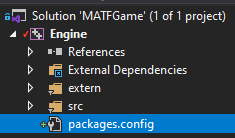 Solution 'MATFGame' (1 of 1 project)
Engine
References
External Dependencies
extern
src
packages.config